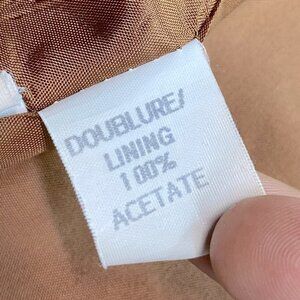 DOUBLURE/
LINING
100%
ACETATE